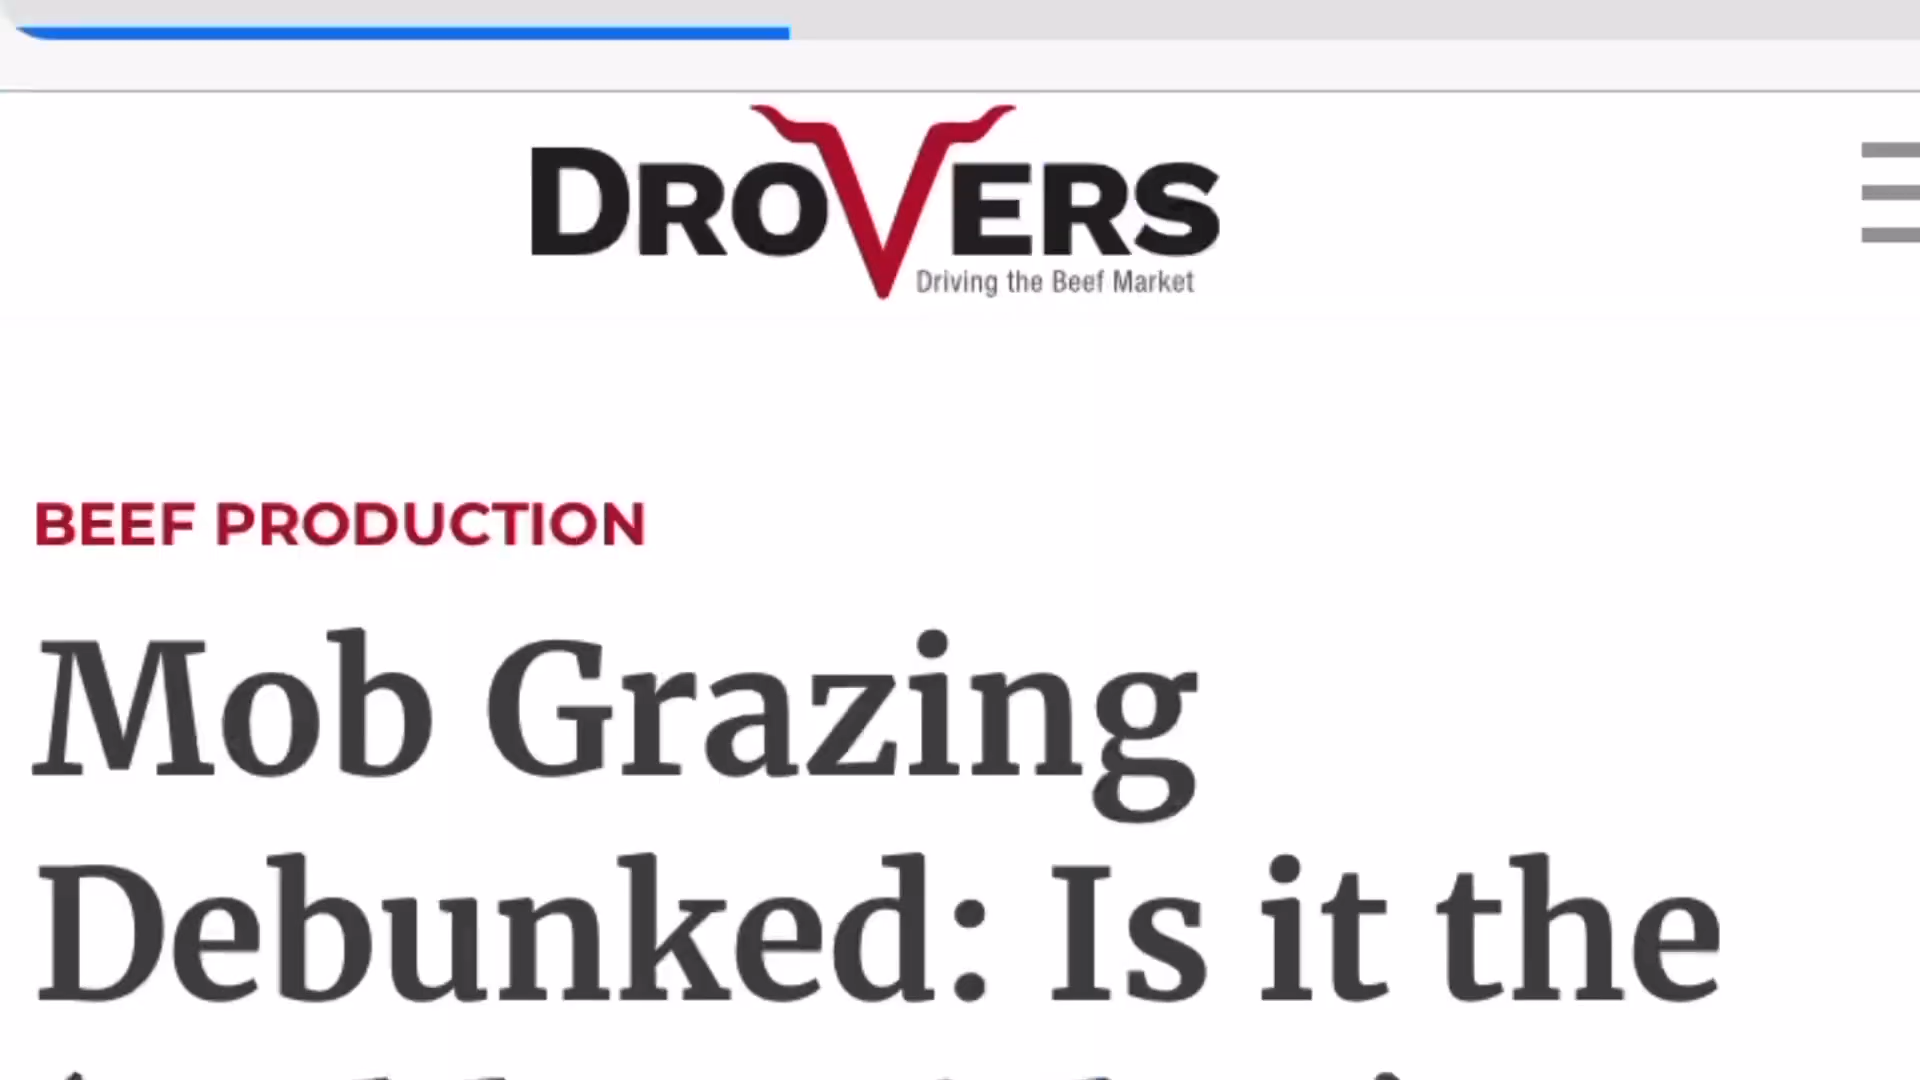 DROVERS
Driving the Beef Market
BEEF PRODUCTION
Mob Grazing
Debunked: Is it the